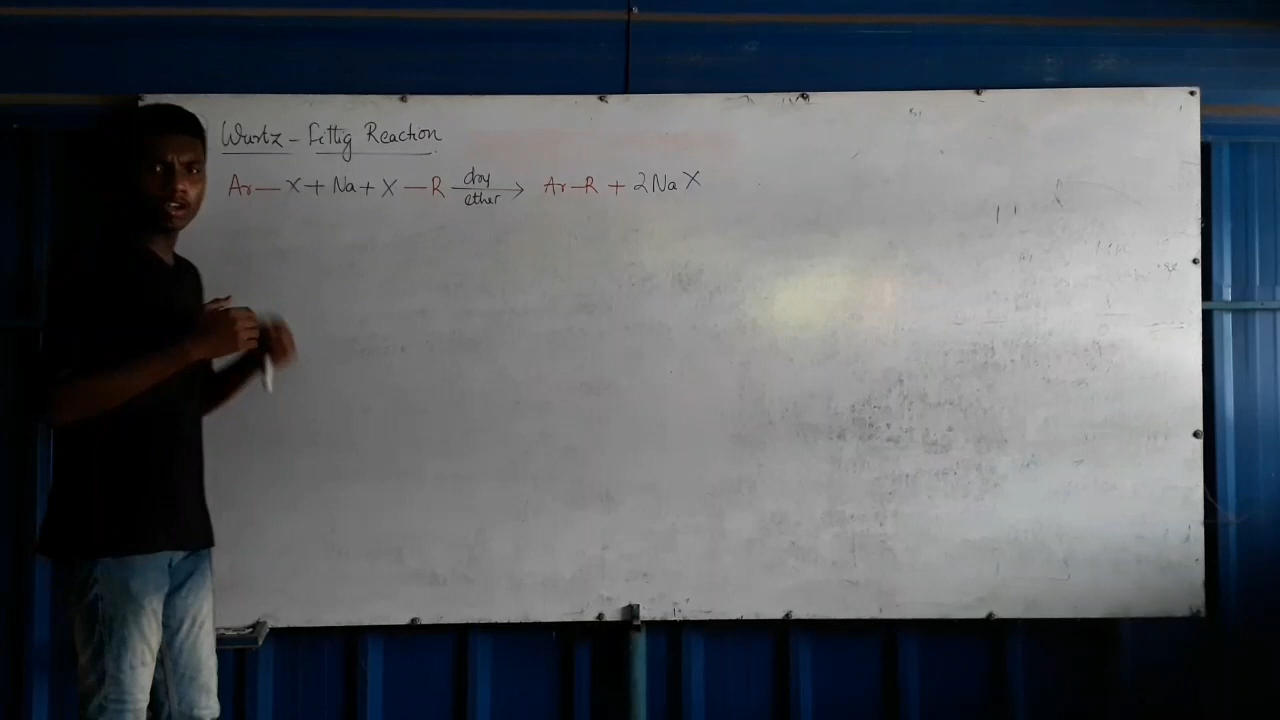 Wurtz - Fittig Reaction
Ar — X + Na + X — R dry ether → Ar - R + 2NaX